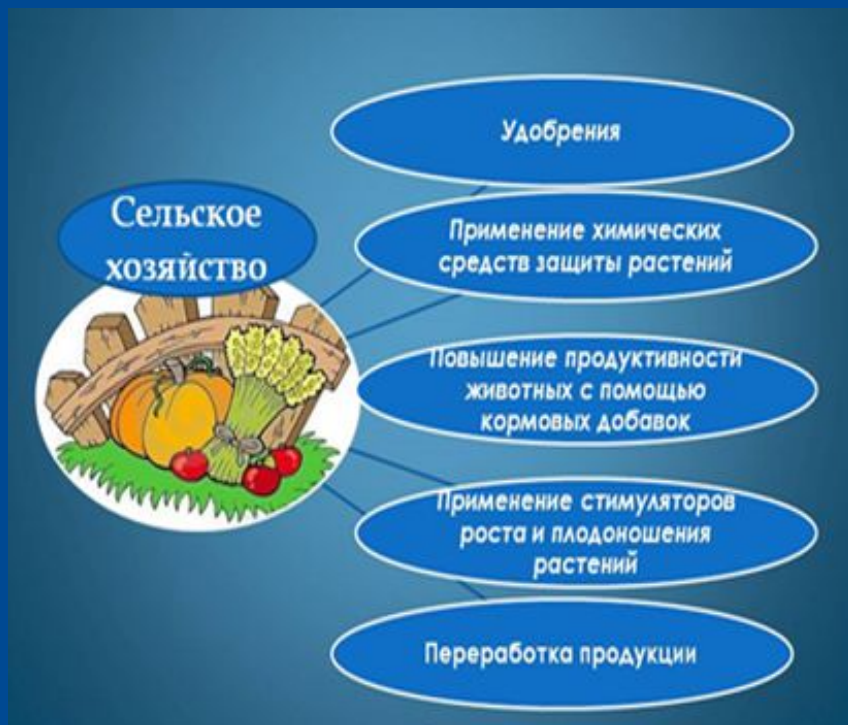 Сельское
хозяйство
Удобрения
Применение химических
средств защиты растений
Повышение продуктивности
животных с помощью
кормовых добавок
Применение стимуляторов
роста и плодоношения
растений
Переработка продукции